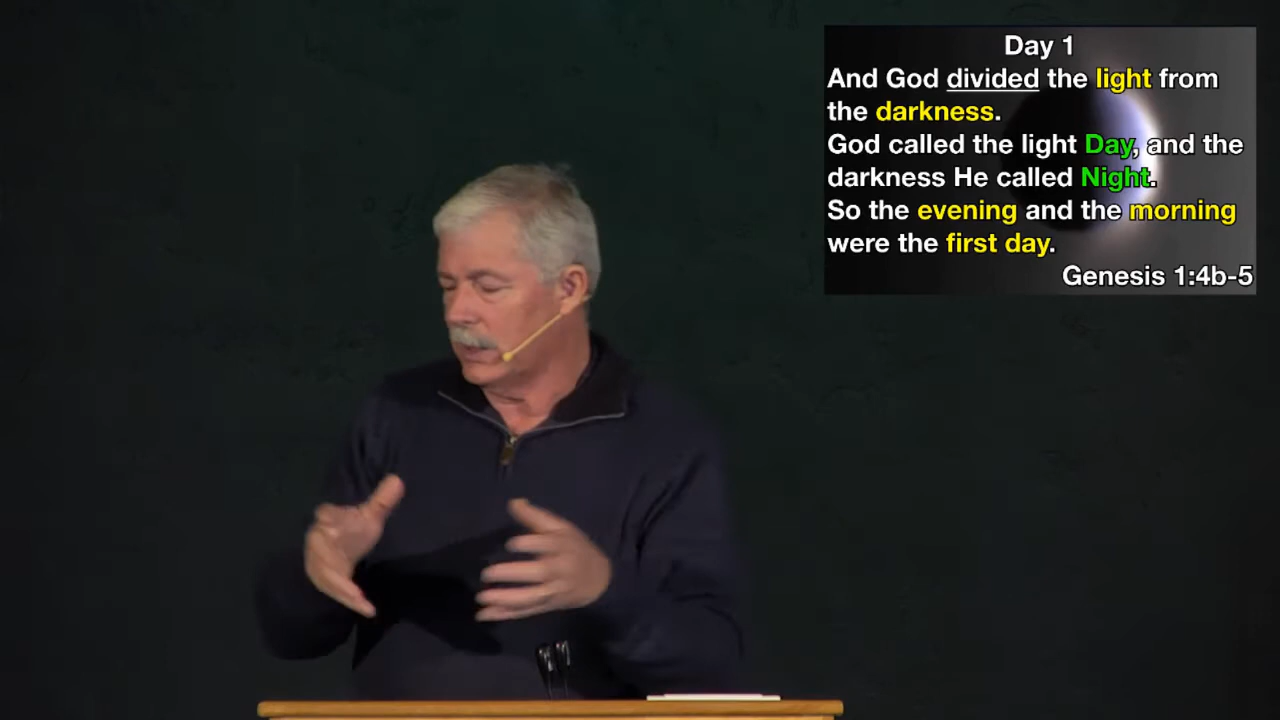 Day 1
And God divided the light from
the darkness.
God called the light Day, and the
darkness He called Night.
So the evening and the morning
were the first day.
Genesis 1:4b-5